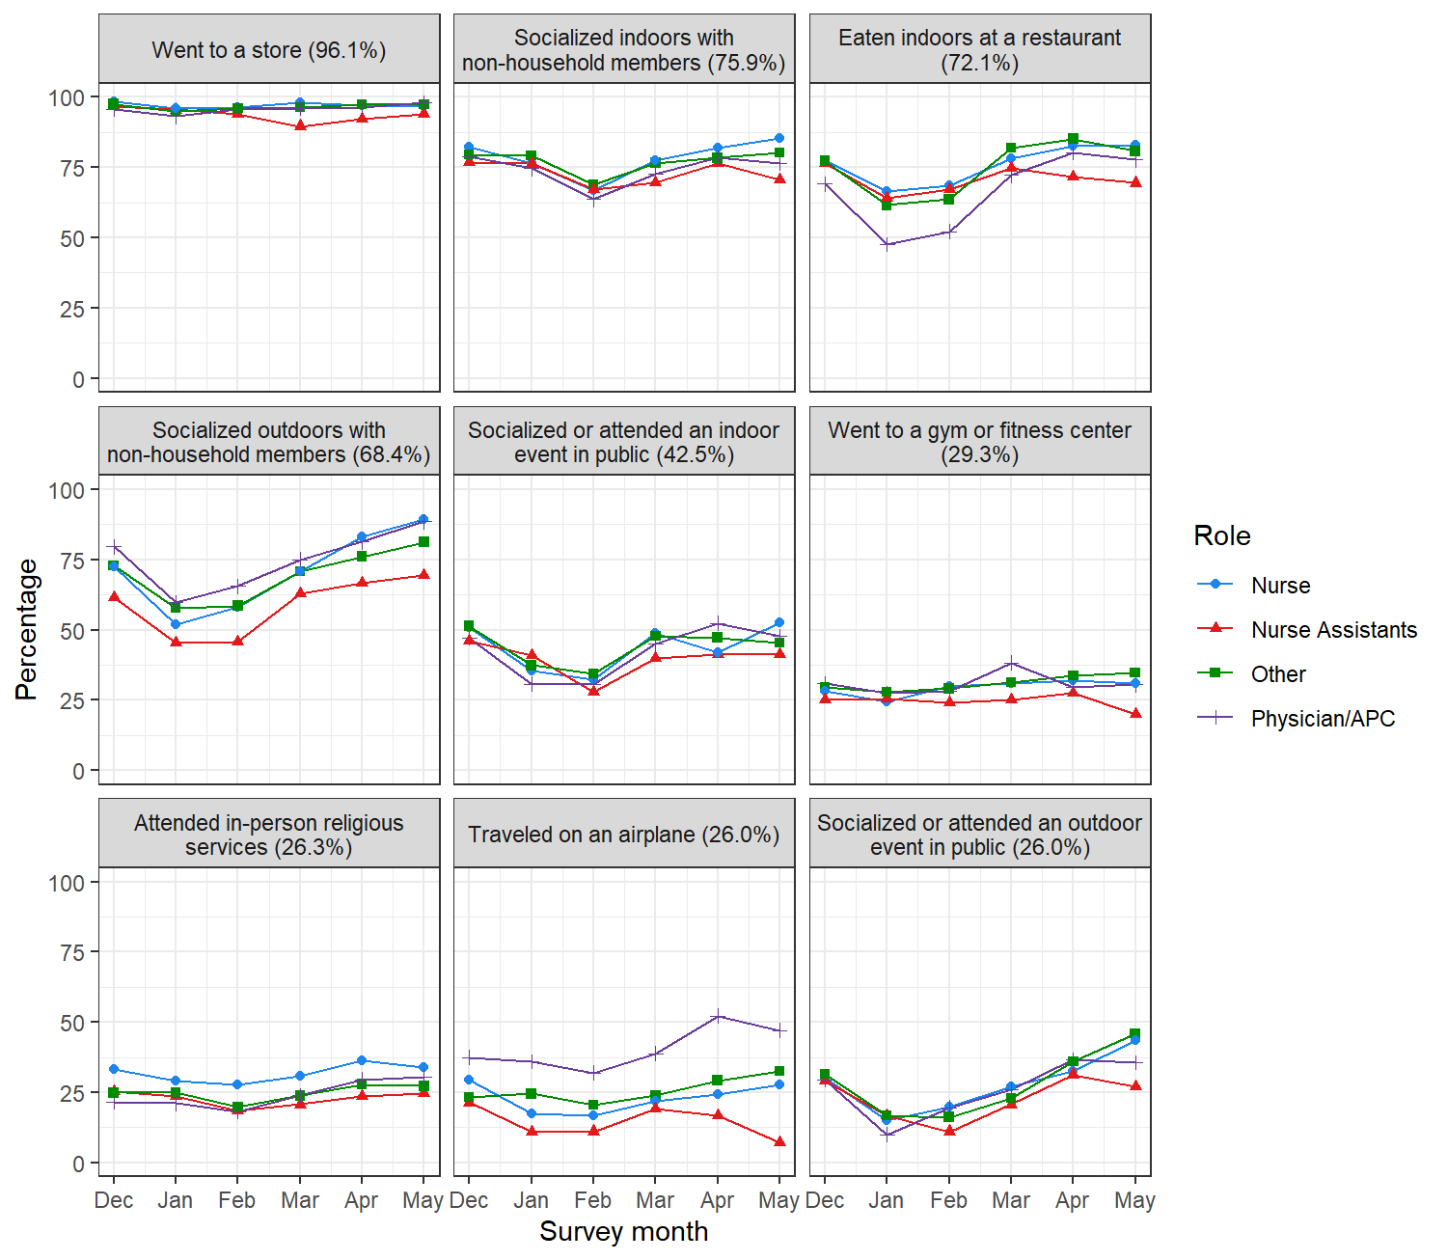 Went to a store (96.1%)
Socialized indoors with
non-household members (75.9%)
Eaten indoors at a restaurant
(72.1%)
100
75
50
25
0
Socialized outdoors with
non-household members (68.4%)
Socialized or attended an indoor
event in public (42.5%)
Went to a gym or fitness center
(29.3%)
100
75
50
25
0
Percentage
Attended in-person religious
services (26.3%)
Traveled on an airplane (26.0%)
Socialized or attended an outdoor
event in public (26.0%)
100
75
50
25
0
Dec Jan Feb Mar Apr May
Dec Jan Feb Mar Apr May
Dec Jan Feb Mar Apr May
Survey month
Role
Nurse
Nurse Assistants
Other
Physician/APC